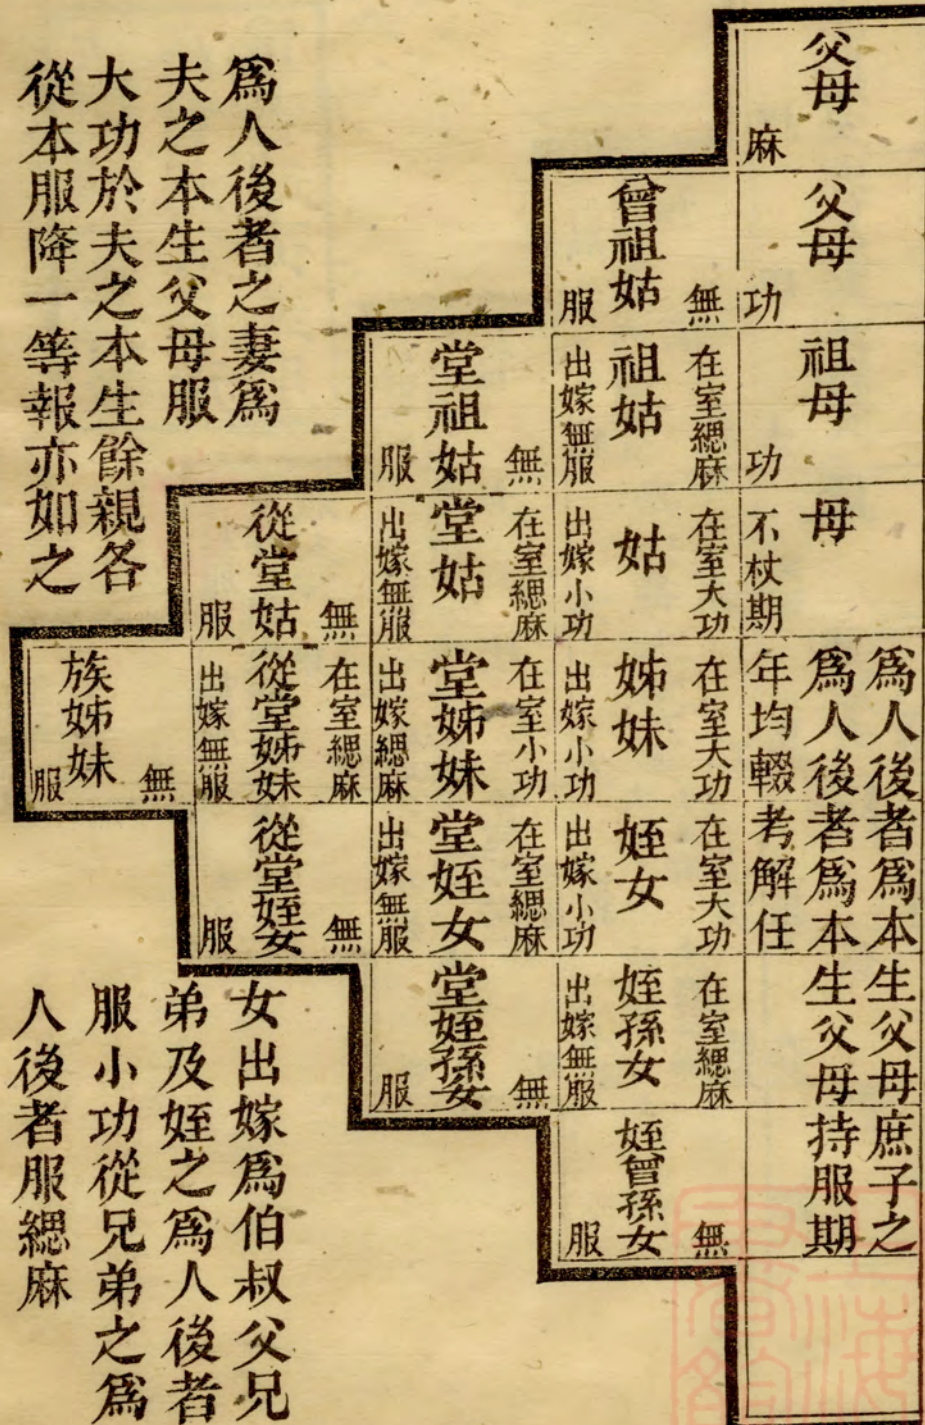 父母
麻
父母
功
祖母
功
母
不杖期
爲人後者爲本生父母庶子之
爲人後者爲本生父母持服期
年均輟考解任
無
曾祖姑
服
在室緦麻
祖姑
出嫁無服
在室大功
姑
出嫁小功
在室大功
姊妹
出嫁小功
在室大功
姪女
出嫁小功
在室緦麻
姪孫女
出嫁無服
無
姪曾孫女
服
無
堂祖姑
服
在室緦麻
堂姑
出嫁無服
在室小功
堂姊妹
出嫁緦麻
在室緦麻
堂姪女
出嫁無服
無
堂姪孫女
服
無
從堂姑
服
在室緦麻
從堂姊妹
出嫁無服
無
從堂姪女
服
無
族姊妹
服
爲人後者之妻爲
夫之本生父母服
大功於夫之本生餘親各
從本服降一等報亦如之
女出嫁爲伯叔父兄
弟及姪之爲人後者
服小功從兄弟之爲
人後者服緦麻